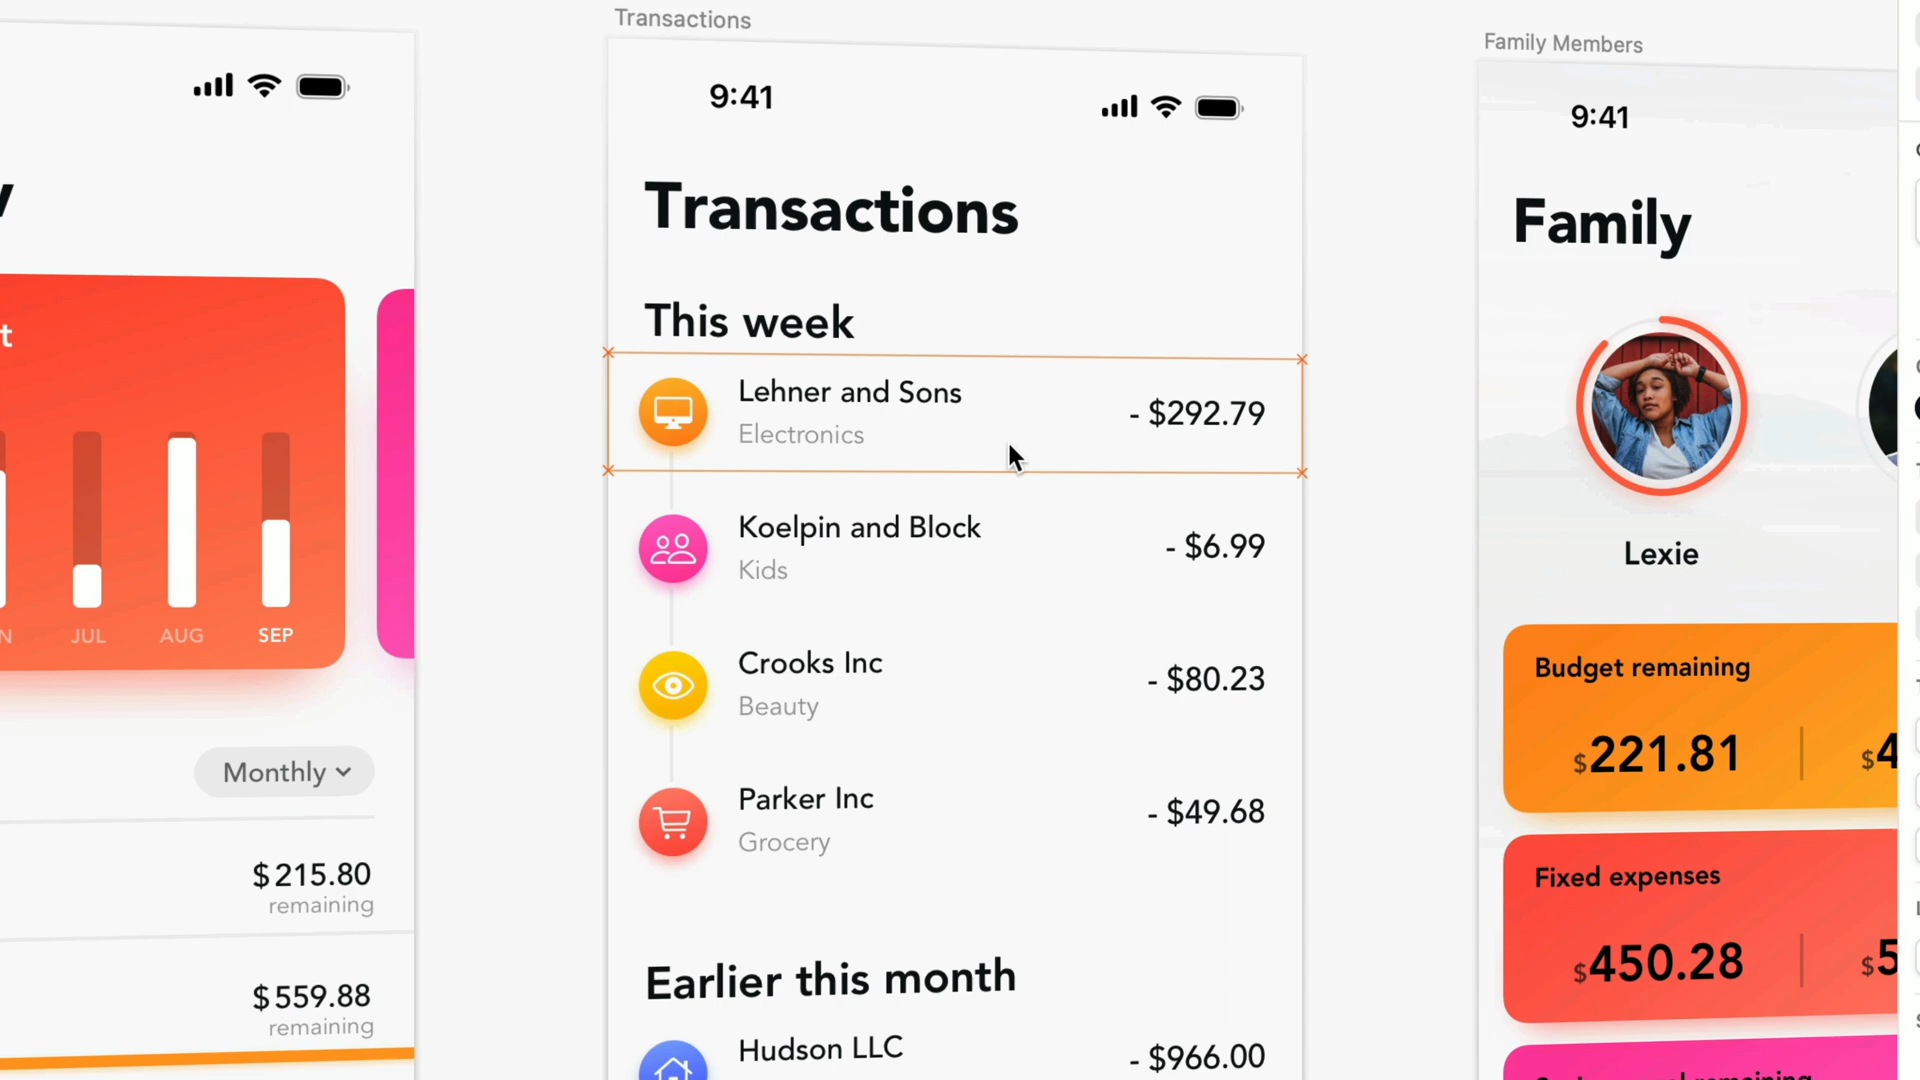 Transactions
Family Members
9:41
9:41
Transactions
Family
This week
Lehner and Sons
- $292.79
Electronics
Koelpin and Block
- $6.99
Kids
Crooks Inc
- $80.23
Beauty
Parker Inc
- $49.68
Grocery
Earlier this month
Hudson LLC
- $966.00
JUL
AUG
SEP
Monthly
$215.80
remaining
$559.88
remaining
Lexie
Budget remaining
$221.81
Fixed expenses
$450.28